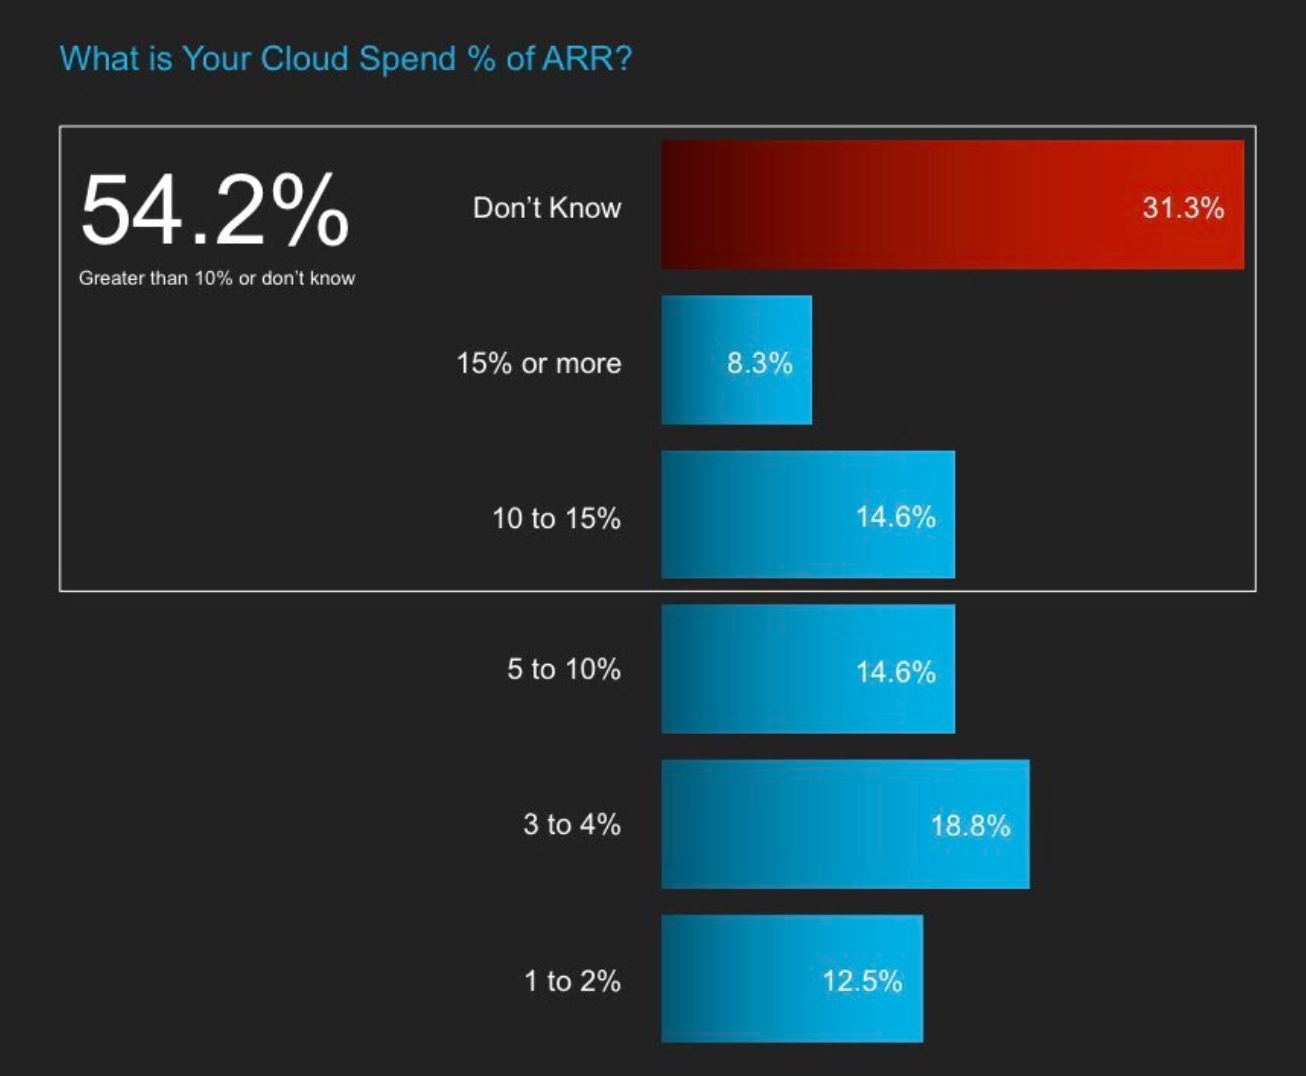 What is Your Cloud Spend % of ARR?
54.2%
Greater than 10% or don’t know
Don’t Know 31.3%
15% or more 8.3%
10 to 15% 14.6%
5 to 10% 14.6%
3 to 4% 18.8%
1 to 2% 12.5%